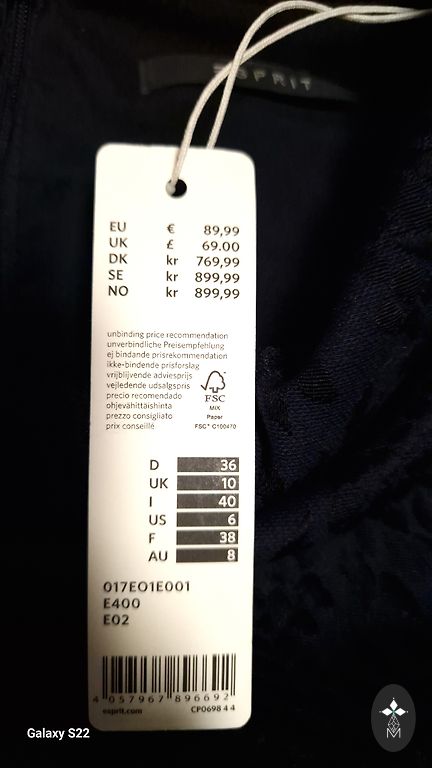 ESPRIT
EU € 89,99
UK £ 69.00
DK kr 769,99
SE kr 899,99
NO kr 899,99
unbinding price recommendation
unverbindliche Preisempfehlung
ej bindande prisrekommendation
ikke-bindende prisforslag
vrijblijvende adviesprijs
vejledende udsalgspris
precio recomendado
ohjevähittäishinta
prezzo consigliato
prix conseillé
FSC
MIX
Paper
FSC® C100470
D 36
UK 10
I 40
US 6
F 38
AU 8
017EO1E001
E400
E02
4 057967 896692
esprit.com CP0698 4 4
Galaxy S22
M